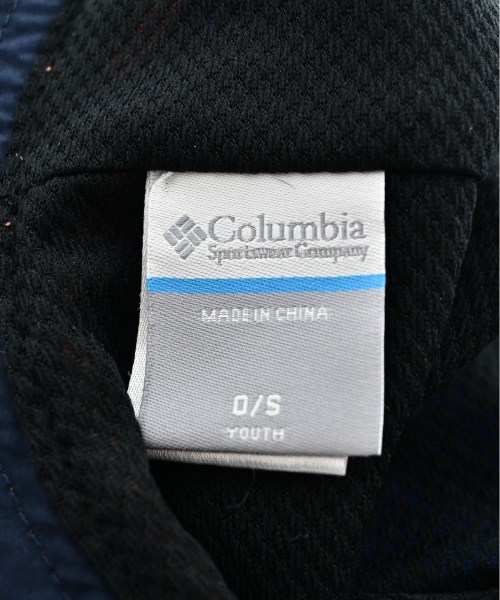 Columbia
Sportswear Company
MADE IN CHINA
O/S
YOUTH